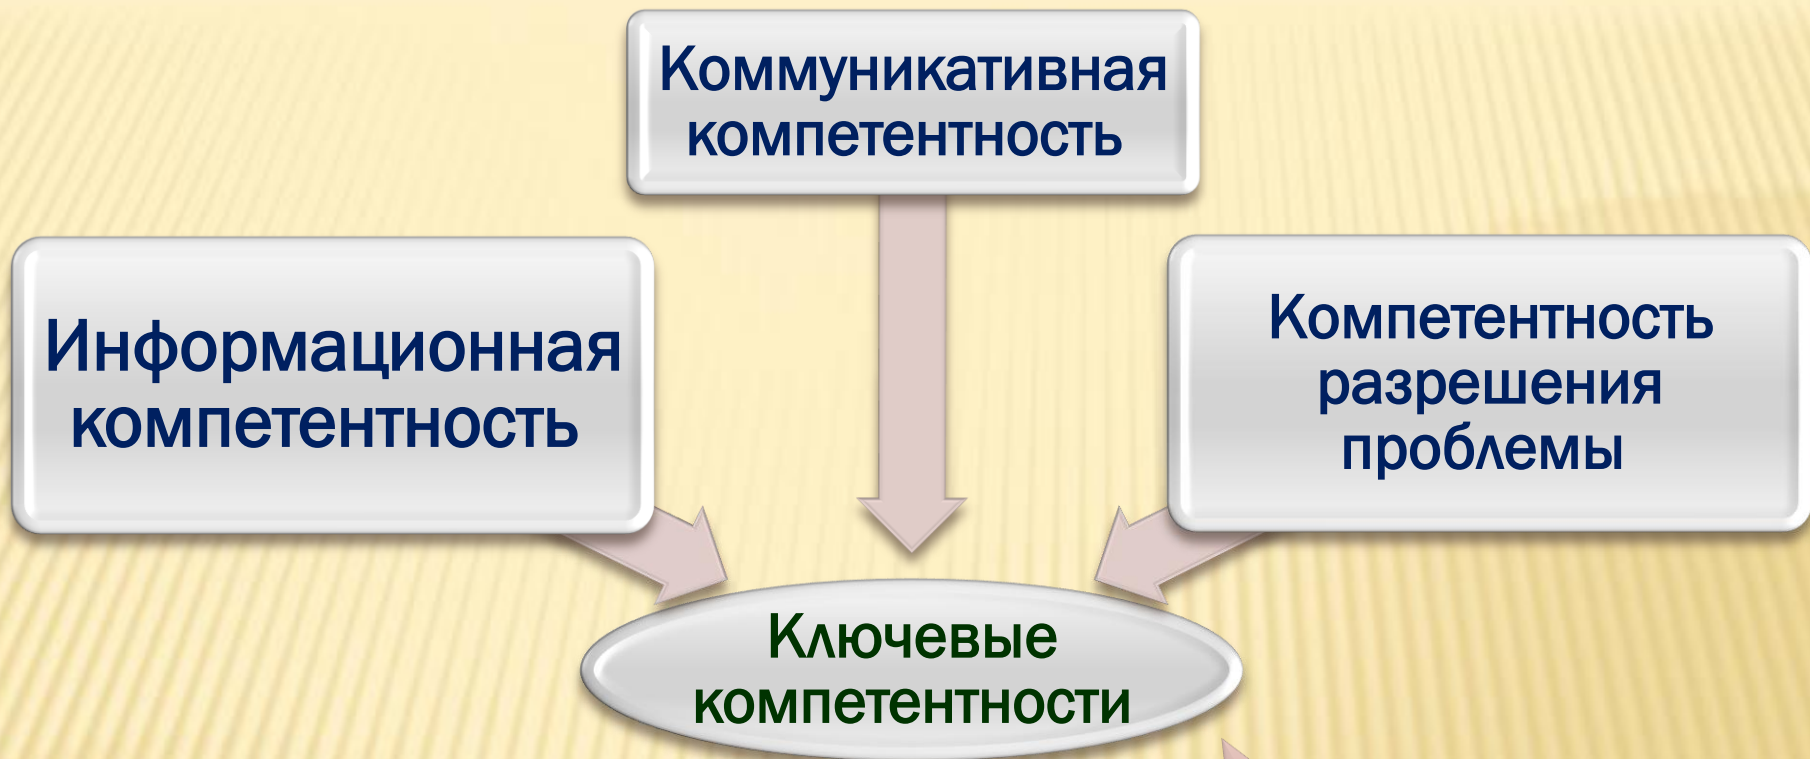 Коммуникативная
компетентность
Информационная
компетентность
Компетентность
разрешения
проблемы
Ключевые
компетентности